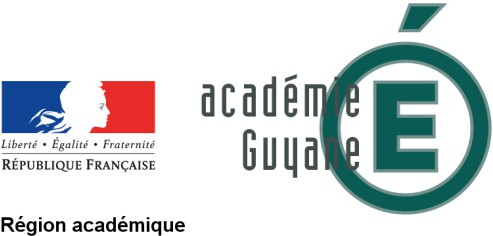 Liberté • Égalité • Fraternité
RÉPUBLIQUE FRANÇAISE
académie
Guyane
É
Région académique